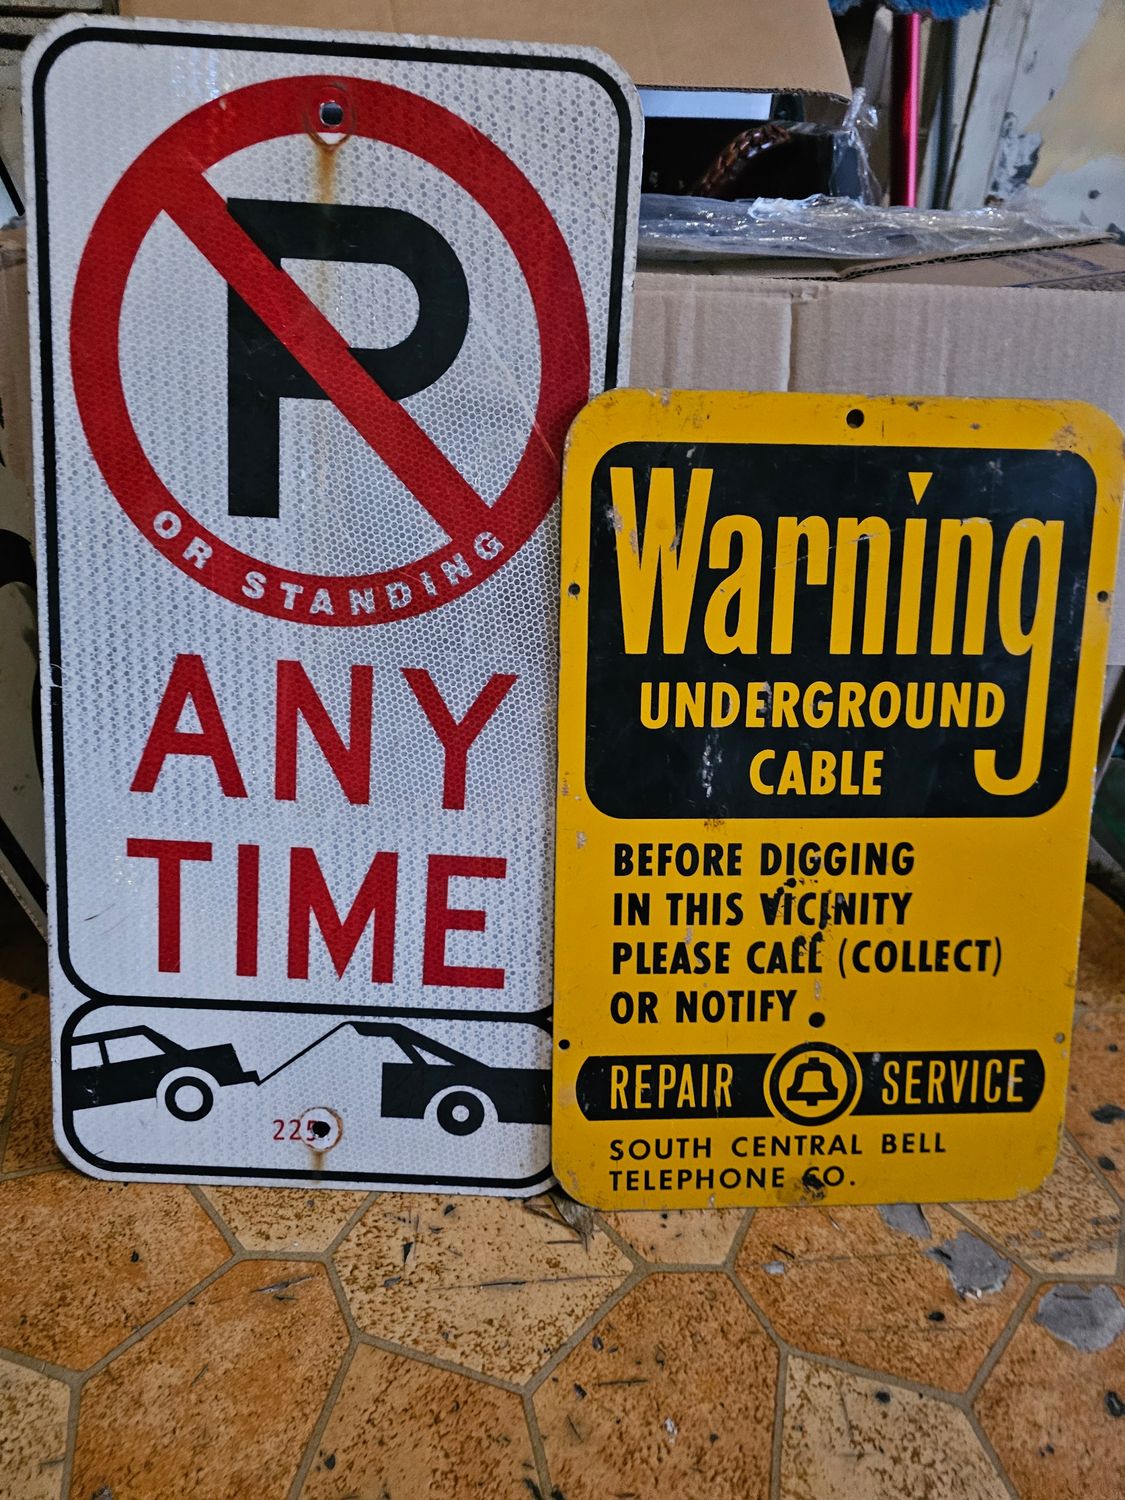 P
OR STANDING
ANY
TIME
225
Warning
UNDERGROUND
CABLE
BEFORE DIGGING
IN THIS VICINITY
PLEASE CALL (COLLECT)
OR NOTIFY
REPAIR SERVICE
SOUTH CENTRAL BELL
TELEPHONE CO.